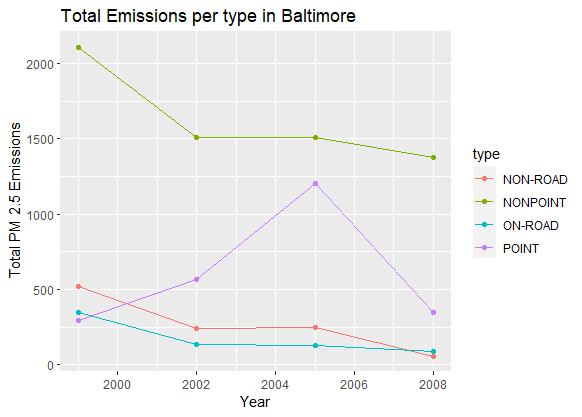 Total Emissions per type in Baltimore
Total PM 2.5 Emissions
2000
1500
1000
500
0
2000
2002
2004
2006
2008
Year
type
NON-ROAD
NONPOINT
ON-ROAD
POINT